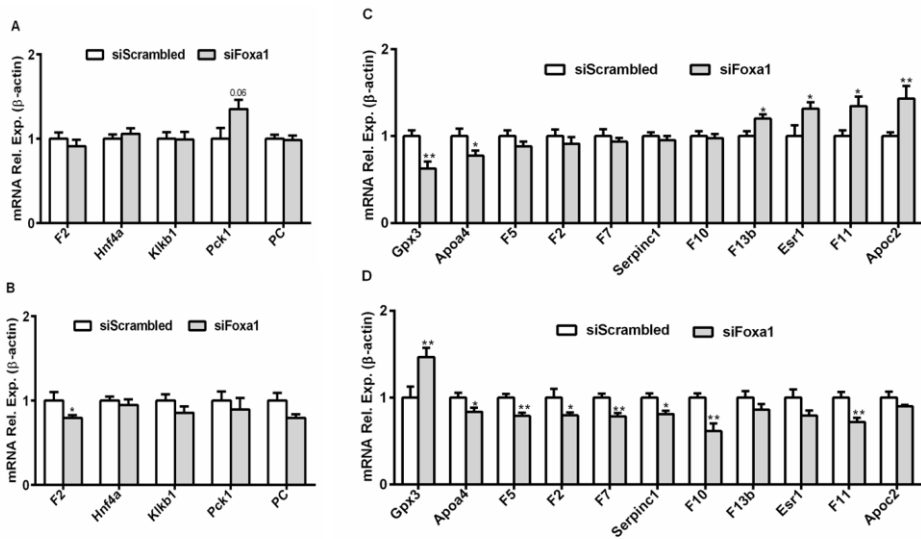 A
siScrambled siFoxa1
mRNA Rel. Exp. (β-actin)
2
1
0
0.06
F2 Hnf4a Klkb1 Pck1 PC
B
siScrambled siFoxa1
mRNA Rel. Exp. (β-actin)
2
1
0
*
F2 Hnf4a Klkb1 Pck1 PC
C
siScrambled siFoxa1
mRNA Rel. Exp. (β-actin)
2
1
0
** * * * * **
Gpx3 Apoa4 F5 F2 F7 Serpinc1 F10 F13b Esr1 F11 Apoc2
D
siScrambled siFoxa1
mRNA Rel. Exp. (β-actin)
2
1
0
** * ** * ** * ** **
Gpx3 Apoa4 F5 F2 F7 Serpinc1 F10 F13b Esr1 F11 Apoc2